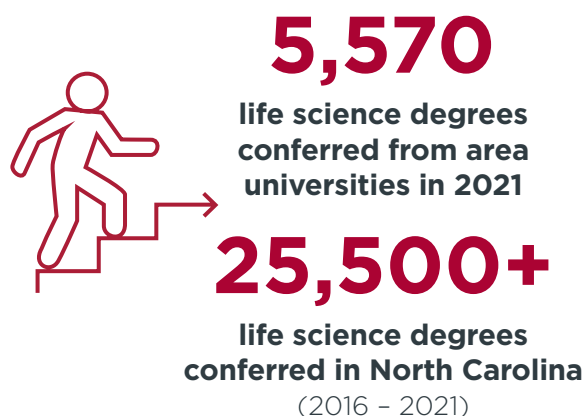 5,570
life science degrees
conferred from area
universities in 2021
25,500+
life science degrees
conferred in North Carolina
(2016 – 2021)